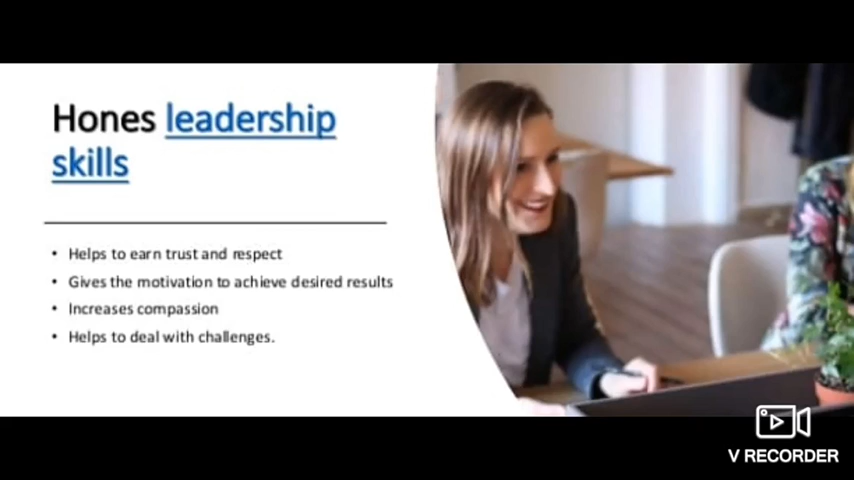 Hones leadership
skills
• Helps to earn trust and respect
• Gives the motivation to achieve desired results
• Increases compassion
• Helps to deal with challenges.
V RECORDER